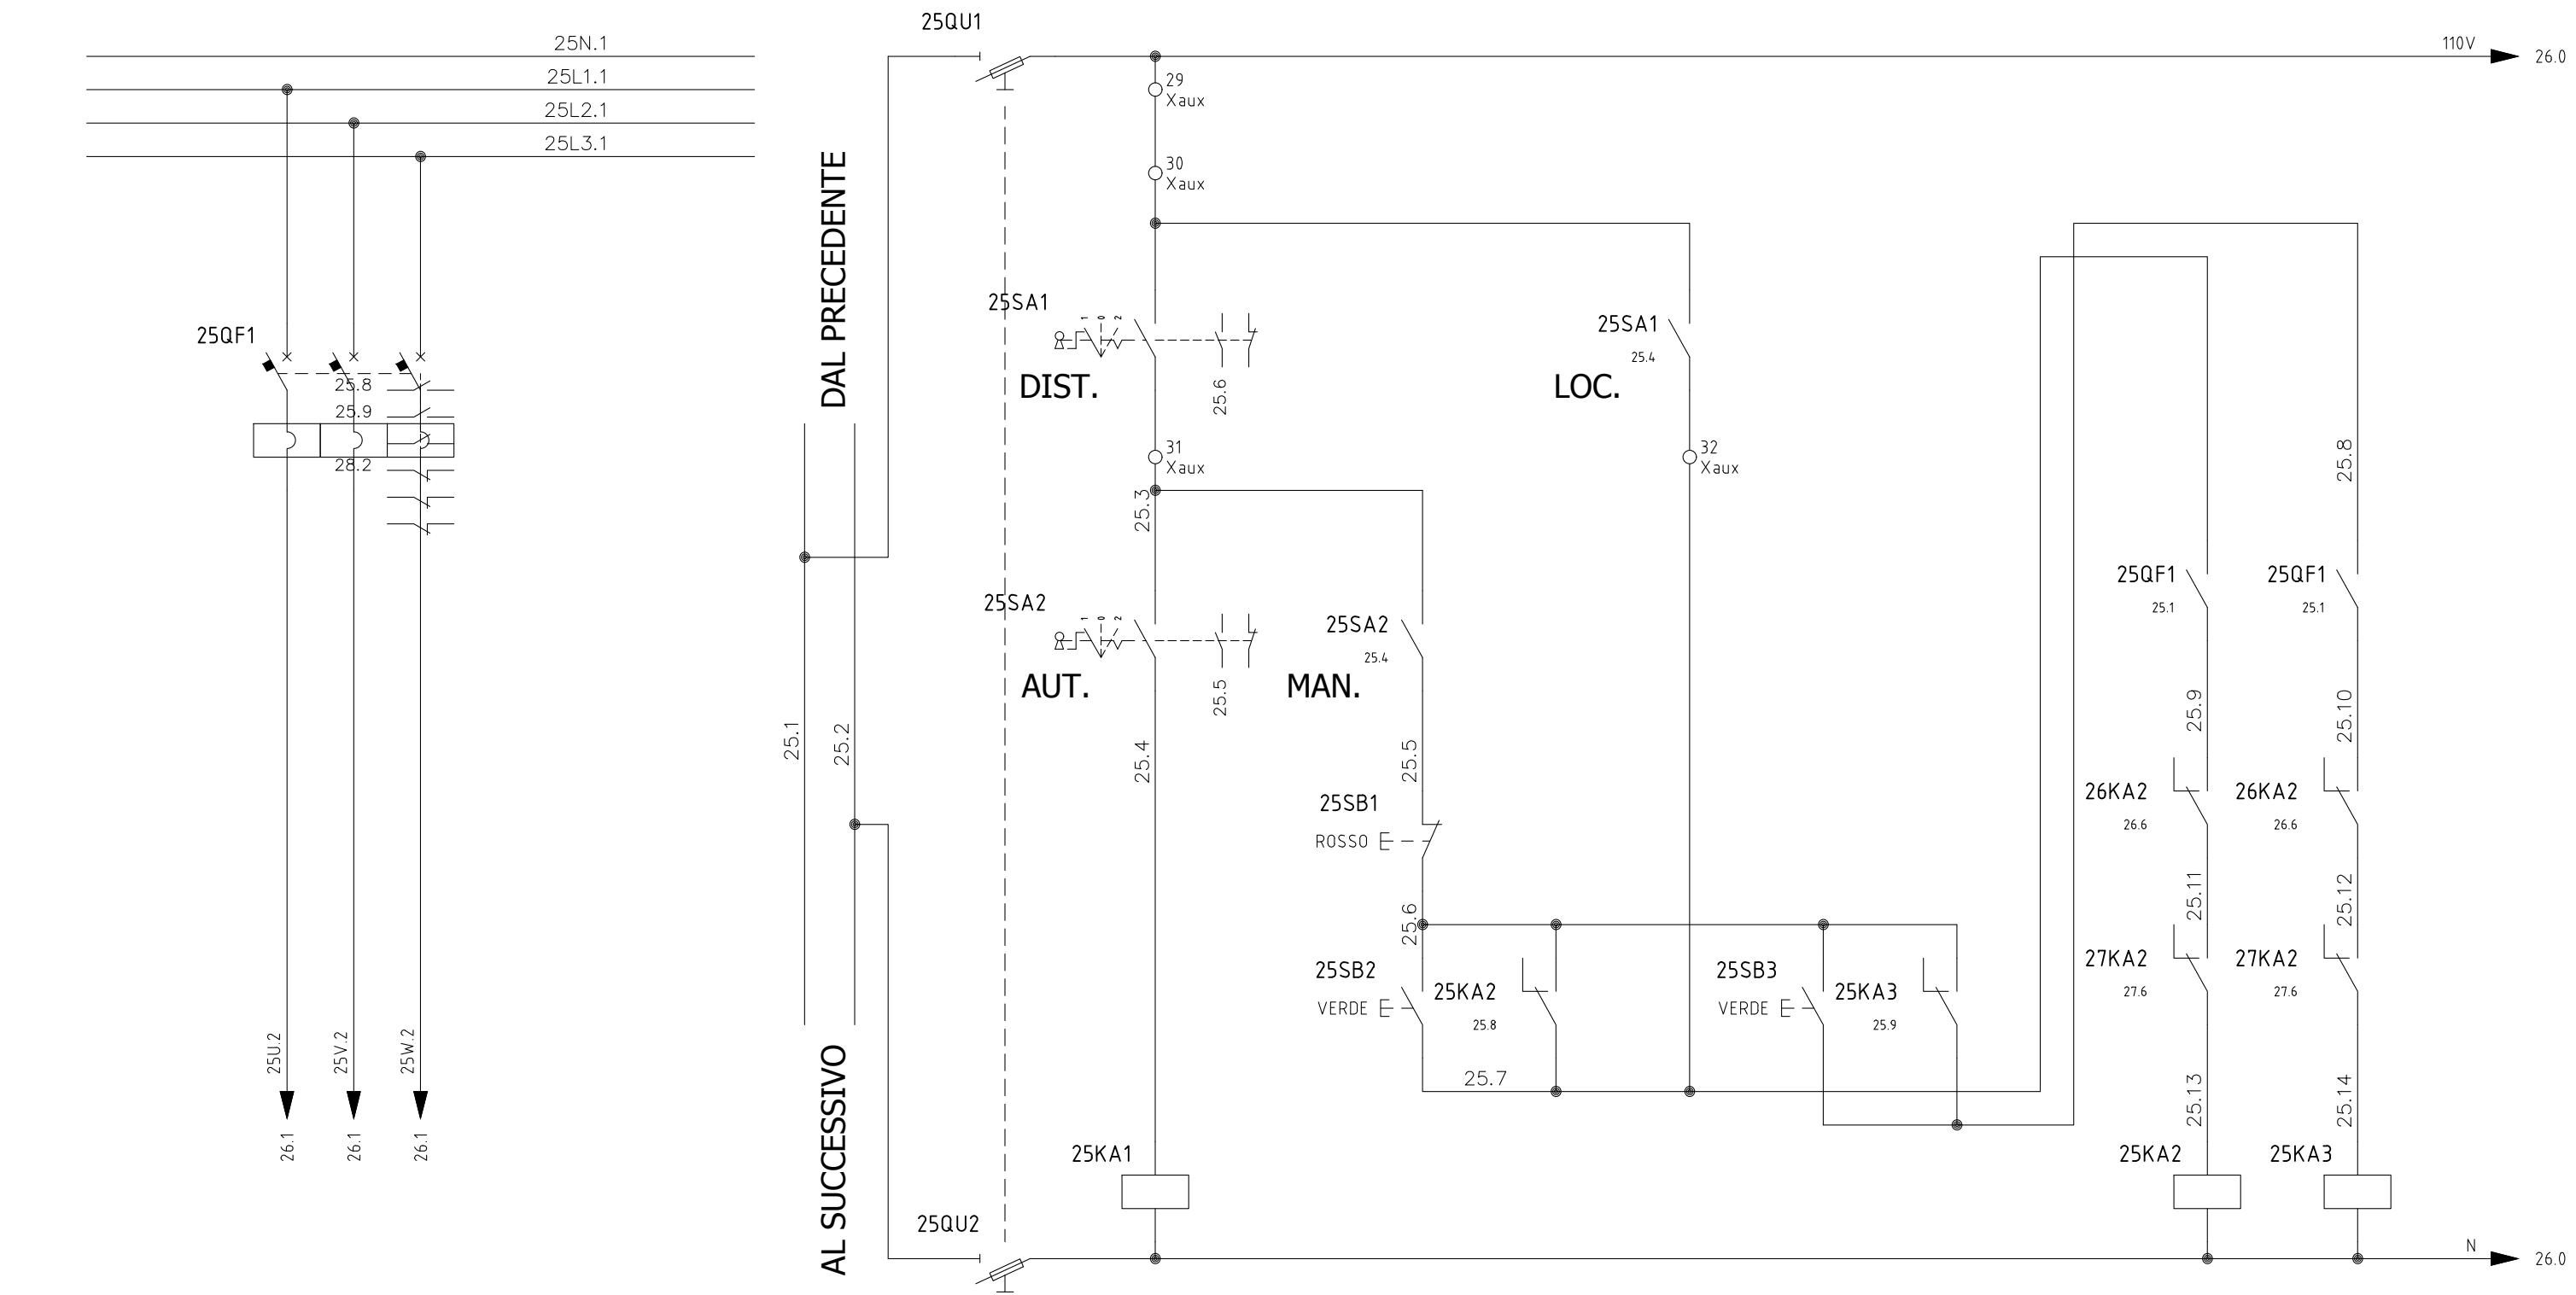 25QU1
25N.1
25L1.1
25L2.1
25L3.1
110V
26.0
29
Xaux
30
Xaux
DAL PRECEDENTE
25QF1
25.8
25.9
28.2
25SA1
1 0 2
25.6
DIST.
25SA1
25.4
LOC.
31
Xaux
32
Xaux
25.3
25.8
25SA2
1 0 2
25.5
AUT.
25SA2
25.4
MAN.
25QF1
25.1
25QF1
25.1
25.1
25.2
25.4
25.5
25.9
25.10
25SB1
ROSSO
26KA2
26.6
26KA2
26.6
25.6
25.11
25.12
25SB2
VERDE
25KA2
25.8
25SB3
VERDE
25KA3
25.9
27KA2
27.6
27KA2
27.6
25U.2
25V.2
25W.2
25.7
25.13
25.14
26.1
26.1
26.1
AL SUCCESSIVO
25KA1
25KA2
25KA3
25QU2
N
26.0